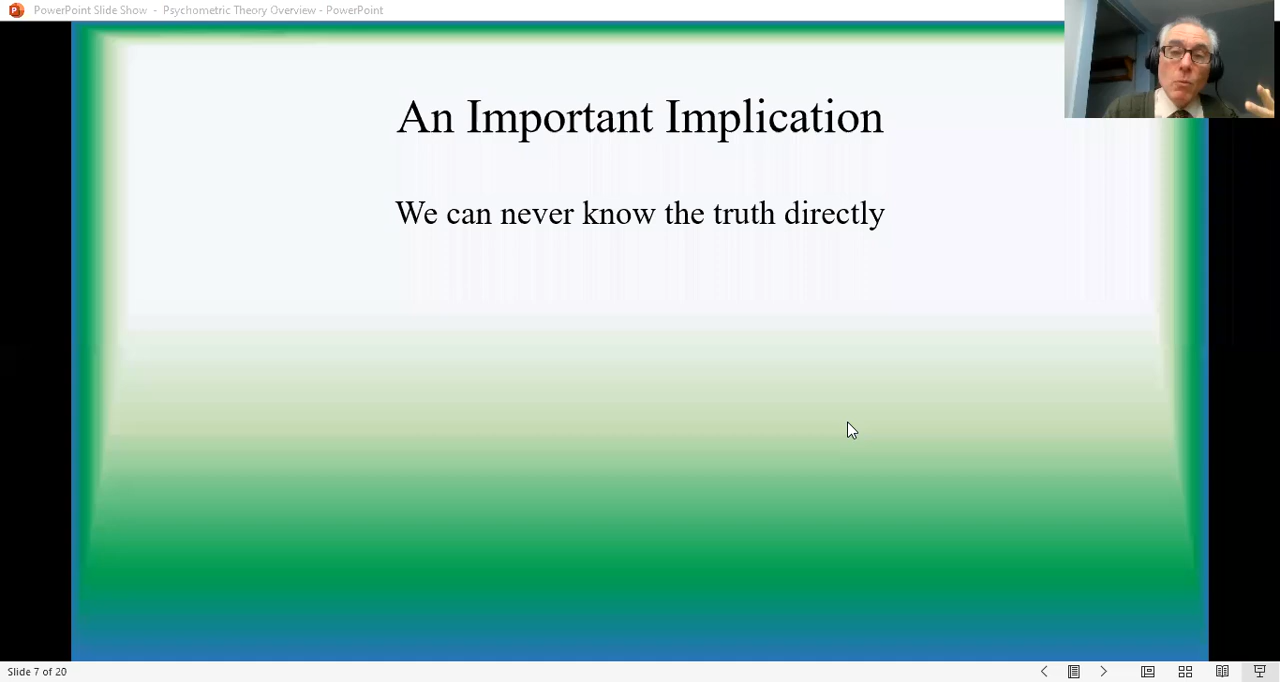 PowerPoint Slide Show - Psychometric Theory Overview - PowerPoint
An Important Implication
We can never know the truth directly
Slide 7 of 20